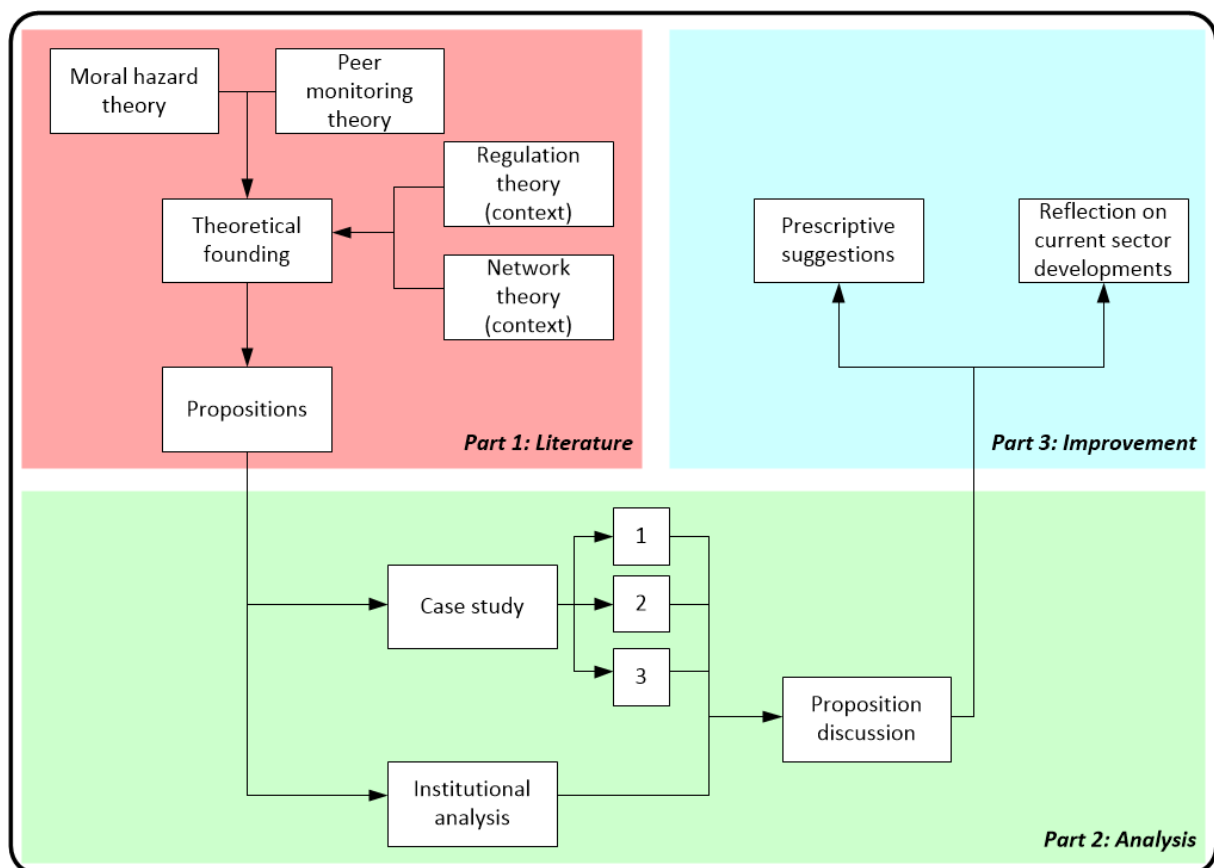 Moral hazard
theory
Peer
monitoring
theory
Regulation
theory
(context)
Theoretical
founding
Network
theory
(context)
Propositions
Part 1: Literature
Prescriptive
suggestions
Reflection on
current sector
developments
Part 3: Improvement
Case study
1
2
3
Institutional
analysis
Proposition
discussion
Part 2: Analysis